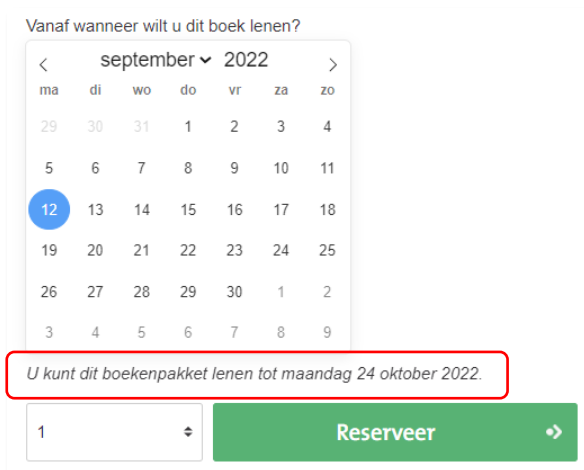 Vanaf wanneer wilt u dit boek lenen?
september 2022
ma di wo do vr za zo
29 30 31 1 2 3 4
5 6 7 8 9 10 11
12 13 14 15 16 17 18
19 20 21 22 23 24 25
26 27 28 29 30 1 2
3 4 5 6 7 8 9
U kunt dit boekenpakket lenen tot maandag 24 oktober 2022.
1 Reserveer